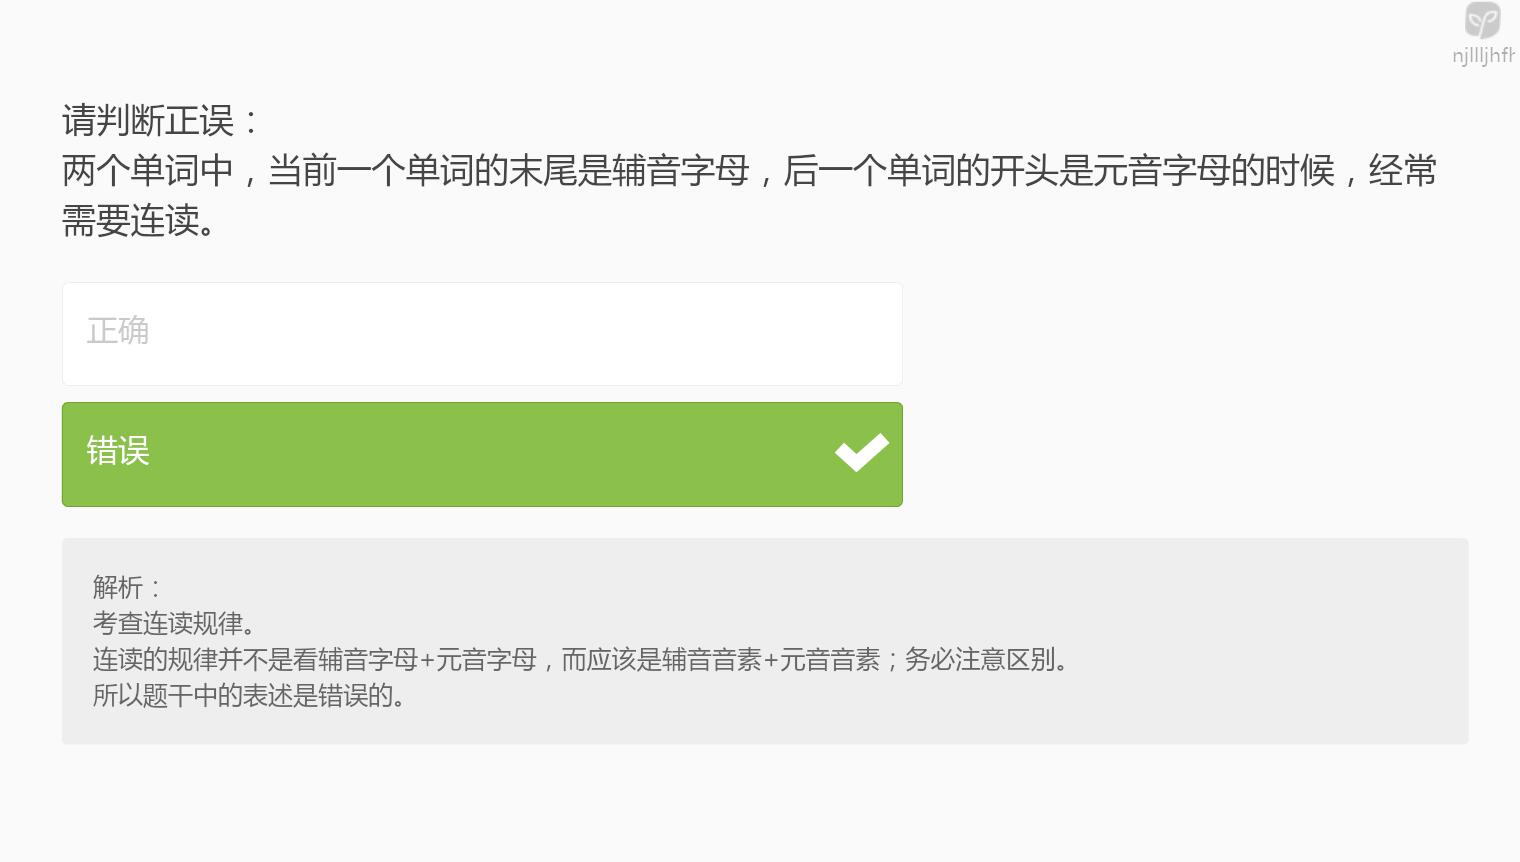 njllljhfh
请判断正误：
两个单词中，当前一个单词的末尾是辅音字母，后一个单词的开头是元音字母的时候，经常
需要连读。
正确
错误
解析：
考查连读规律。
连读的规律并不是看辅音字母+元音字母，而应该是辅音音素+元音音素；务必注意区别。
所以题干中的表述是错误的。